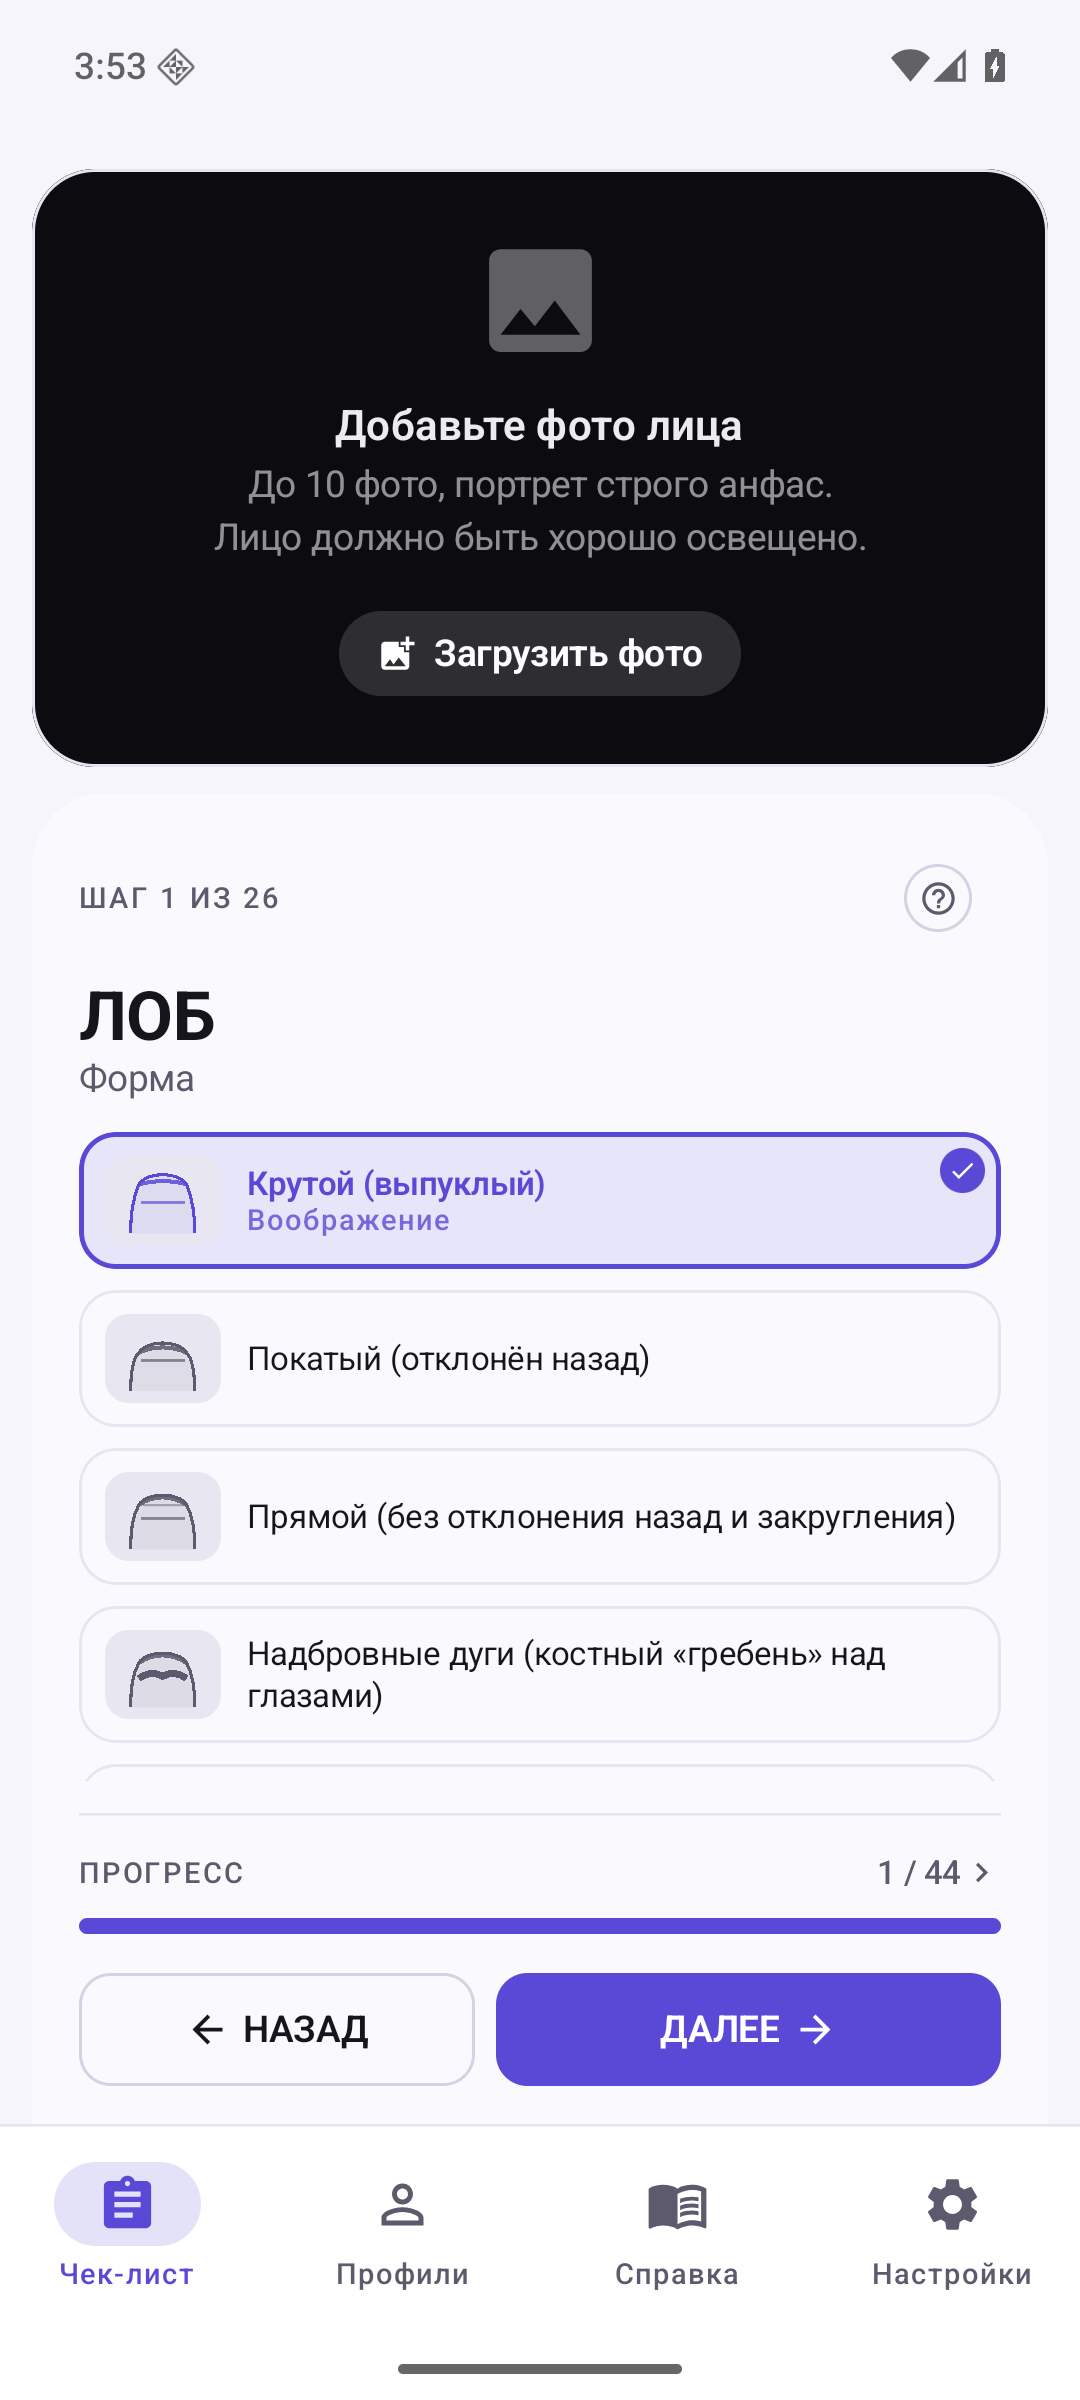 3:53
Добавьте фото лица
До 10 фото, портрет строго анфас.
Лицо должно быть хорошо освещено.
Загрузить фото
ШАГ 1 ИЗ 26
ЛОБ
Форма
Крутой (выпуклый)
Воображение
Покатый (отклонён назад)
Прямой (без отклонения назад и закругления)
Надбровные дуги (костный «гребень» над
глазами)
ПРОГРЕСС
1 / 44
НАЗАД
ДАЛЕЕ
Чек-лист
Профили
Справка
Настройки